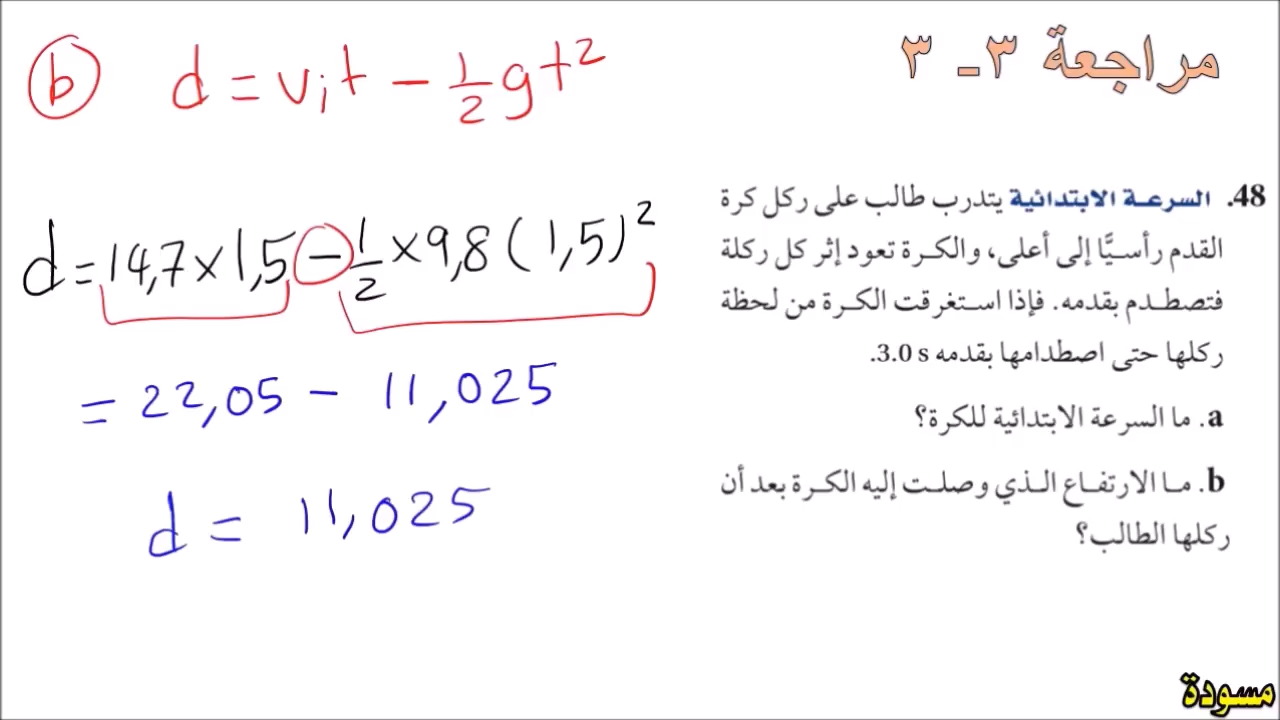 مراجعة ٣ـ ٣
48. السرعة الابتدائية يتدرب طالب على ركل كرة
القدم رأسيًّا إلى أعلى، والكرة تعود إثر كل ركلة
فتصطدم بقدمه. فإذا استغرقت الكرة من لحظة
ركلها حتى اصطدامها بقدمه 3.0 s.
a. ما السرعة الابتدائية للكرة؟
b. ما الارتفاع الذي وصلت إليه الكرة بعد أن
ركلها الطالب؟
b d = vit − 1/2 gt²
d = 14,7 × 1,5 − 1/2 × 9,8 (1,5)²
= 22,05 − 11,025
d = 11,025
مسودة